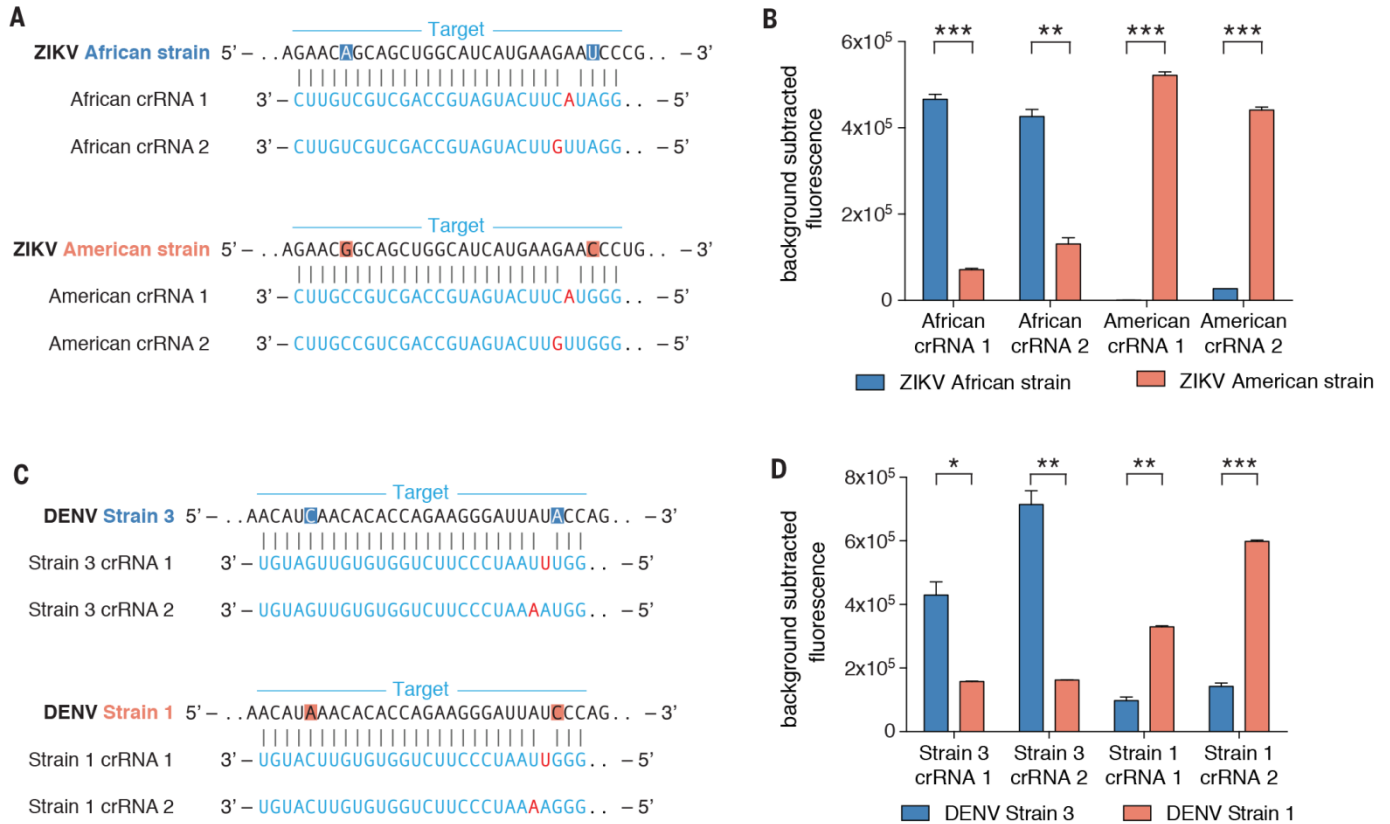 A
Target
ZIKV African strain 5' – ..AGAACAGCAGCUGGCAUCAUGAAGAAUCCCG.. – 3'
African crRNA 1 3' – CUUGUCGUCGACCGUAGUACUUCAUAGG.. – 5'
African crRNA 2 3' – CUUGUCGUCGACCGUAGUACUUGUUAGG.. – 5'
Target
ZIKV American strain 5' – ..AGAACGGCAGCUGGCAUCAUGAAGAACCCUG.. – 3'
American crRNA 1 3' – CUUGCCGUCGACCGUAGUACUUCAUGGG.. – 5'
American crRNA 2 3' – CUUGCCGUCGACCGUAGUACUUGUUGGG.. – 5'
B
background subtracted
fluorescence
6x10⁵
4x10⁵
2x10⁵
0
*** ** *** ***
African crRNA 1
African crRNA 2
American crRNA 1
American crRNA 2
ZIKV African strain
ZIKV American strain
C
Target
DENV Strain 3 5' – ..AACAUCAACACACCAGAAGGGAUUAUACCAG.. – 3'
Strain 3 crRNA 1 3' – UGUAGUUGUGUGGUCUUCCCUAAUUUGG.. – 5'
Strain 3 crRNA 2 3' – UGUAGUUGUGUGGUCUUCCCUAAAAUGG.. – 5'
Target
DENV Strain 1 5' – ..AACAUAAACACACCAGAAGGGAUUAUCCCAG.. – 3'
Strain 1 crRNA 1 3' – UGUACUUGUGUGGUCUUCCCUAAUUGGG.. – 5'
Strain 1 crRNA 2 3' – UGUACUUGUGUGGUCUUCCCUAAAAGGG.. – 5'
D
background subtracted
fluorescence
8x10⁵
6x10⁵
4x10⁵
2x10⁵
0
* ** ** ***
Strain 3 crRNA 1
Strain 3 crRNA 2
Strain 1 crRNA 1
Strain 1 crRNA 2
DENV Strain 3
DENV Strain 1